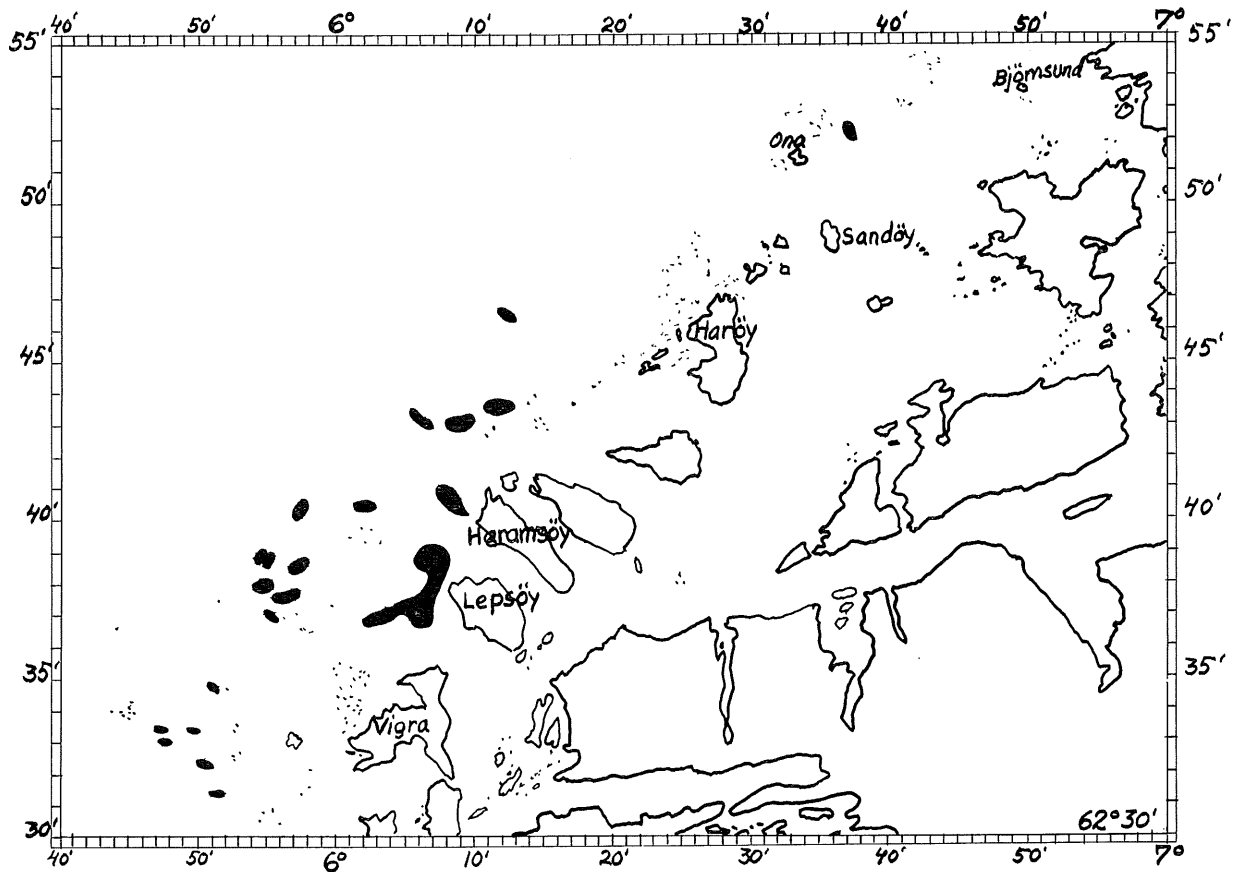 40' 50' 6° 10' 20' 30' 40' 50' 7°
55' 55'
Björnsund
Ona
50' 50'
Sandöy
Haröy
45' 45'
40' 40'
Haramsöy
Lepsöy
35' 35'
Vigra
30' 62°30'
40' 50' 6° 10' 20' 30' 40' 50' 7°